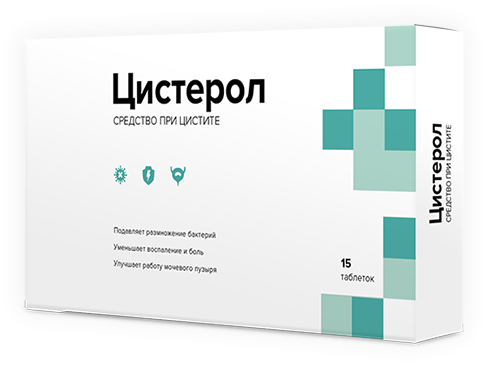 Цистерол
СРЕДСТВО ПРИ ЦИСТИТЕ
Подавляет размножение бактерий
Уменьшает воспаление и боль
Улучшает работу мочевого пузыря
15
таблеток
Цистерол
СРЕДСТВО ПРИ ЦИСТИТЕ